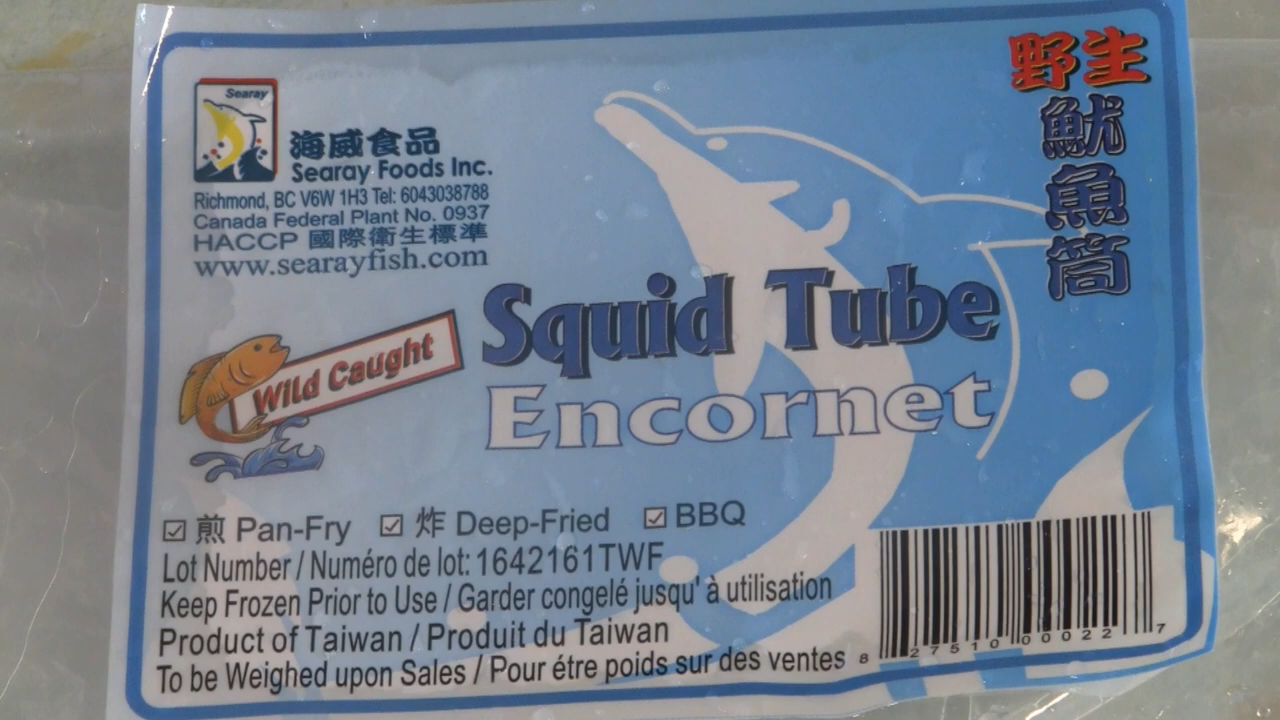 Searay
海威食品
Searay Foods Inc.
Richmond, BC V6W 1H3 Tel: 6043038788
Canada Federal Plant No. 0937
HACCP 國際衛生標準
www.searayfish.com
野生
魷魚筒
Wild Caught
Squid Tube
Encornet
☑ 煎 Pan-Fry ☑ 炸 Deep-Fried ☑ BBQ
Lot Number / Numéro de lot: 1642161TWF
Keep Frozen Prior to Use / Garder congelé jusqu' à utilisation
Product of Taiwan / Produit du Taiwan
To be Weighed upon Sales / Pour étre poids sur des ventes
8 27510 00022 7